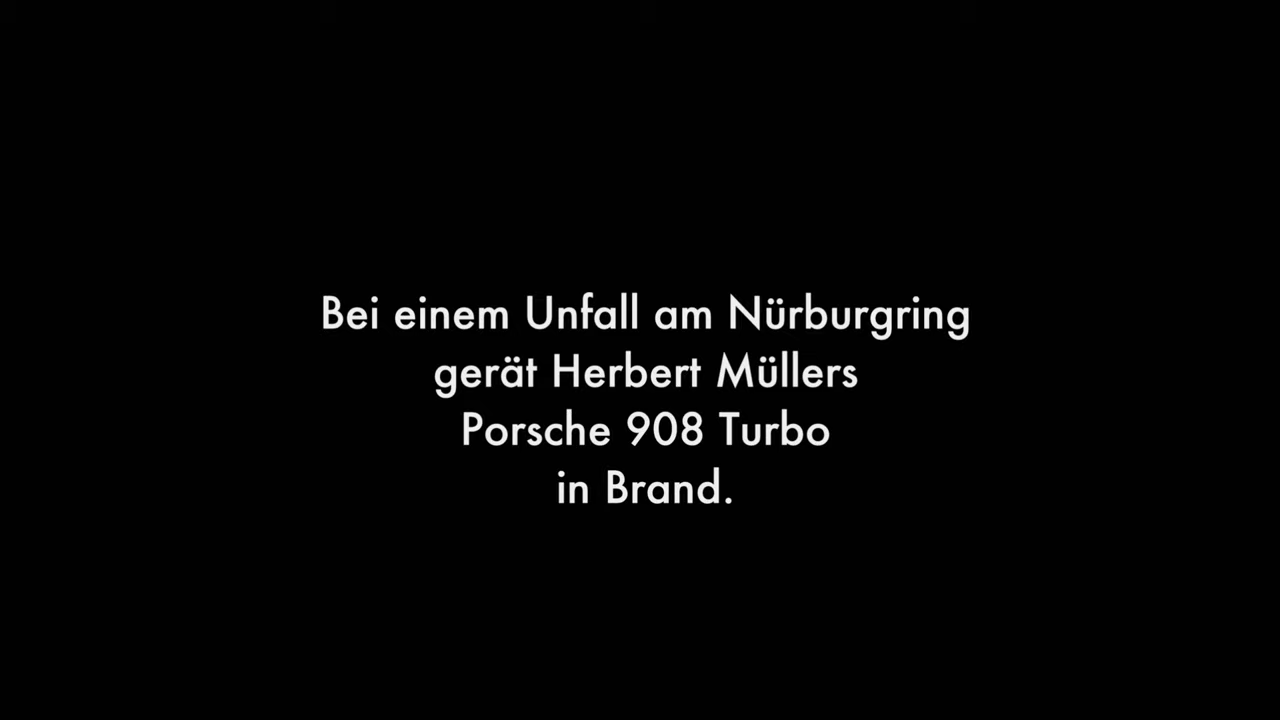 Bei einem Unfall am Nürburgring
gerät Herbert Müllers
Porsche 908 Turbo
in Brand.